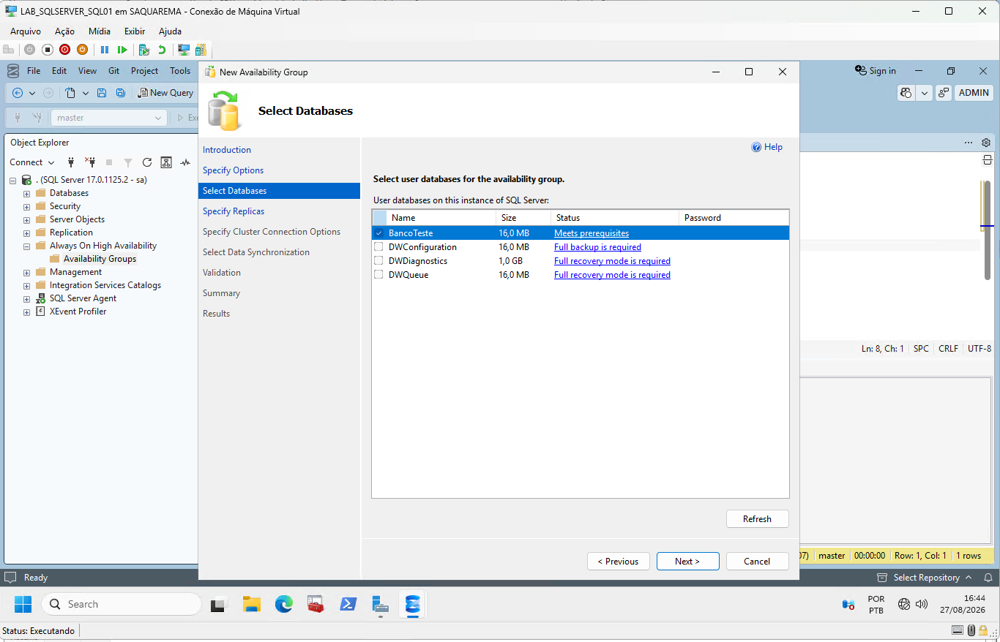 LAB_SQLSERVER_SQL01 em SAQUAREMA - Conexão de Máquina Virtual
Arquivo Ação Mídia Exibir Ajuda
File Edit View Git Project Tools
New Availability Group
Sign in
New Query
ADMIN
master
Exe
Select Databases
Object Explorer
Connect
. (SQL Server 17.0.1125.2 - sa)
Databases
Security
Server Objects
Replication
Always On High Availability
Availability Groups
Management
Integration Services Catalogs
SQL Server Agent
XEvent Profiler
Introduction
Specify Options
Select Databases
Specify Replicas
Specify Cluster Connection Options
Select Data Synchronization
Validation
Summary
Results
Help
Select user databases for the availability group.
User databases on this instance of SQL Server:
Name Size Status Password
BancoTeste 16,0 MB Meets prerequisites
DWConfiguration 16,0 MB Full backup is required
DWDiagnostics 1,0 GB Full recovery mode is required
DWQueue 16,0 MB Full recovery mode is required
Refresh
< Previous Next > Cancel
Ln: 8, Ch: 1 SPC CRLF UTF-8
07) master 00:00:00 Row: 1, Col: 1 1 rows
Ready
Select Repository
Search
POR
PTB
16:44
27/08/2026
Status: Executando